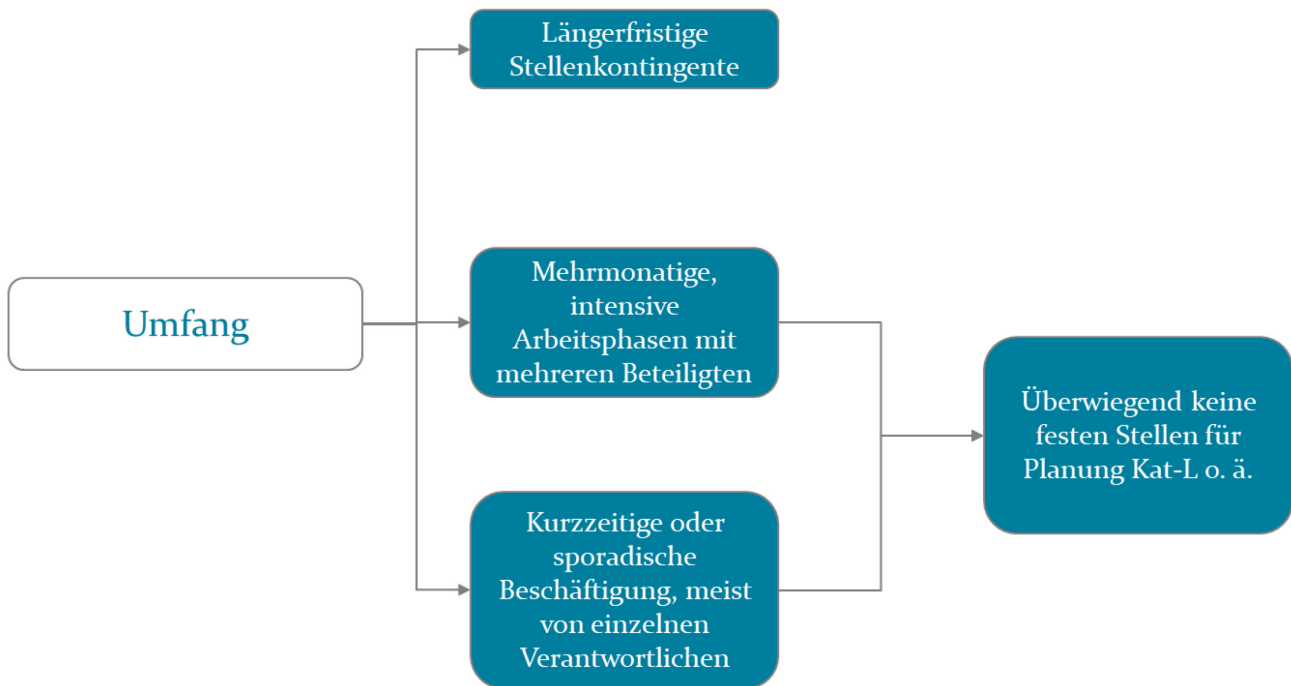 Längerfristige
Stellenkontingente
Umfang
Mehrmonatige,
intensive
Arbeitsphasen mit
mehreren Beteiligten
Kurzzeitige oder
sporadische
Beschäftigung, meist
von einzelnen
Verantwortlichen
Überwiegend keine
festen Stellen für
Planung Kat-L o. ä.